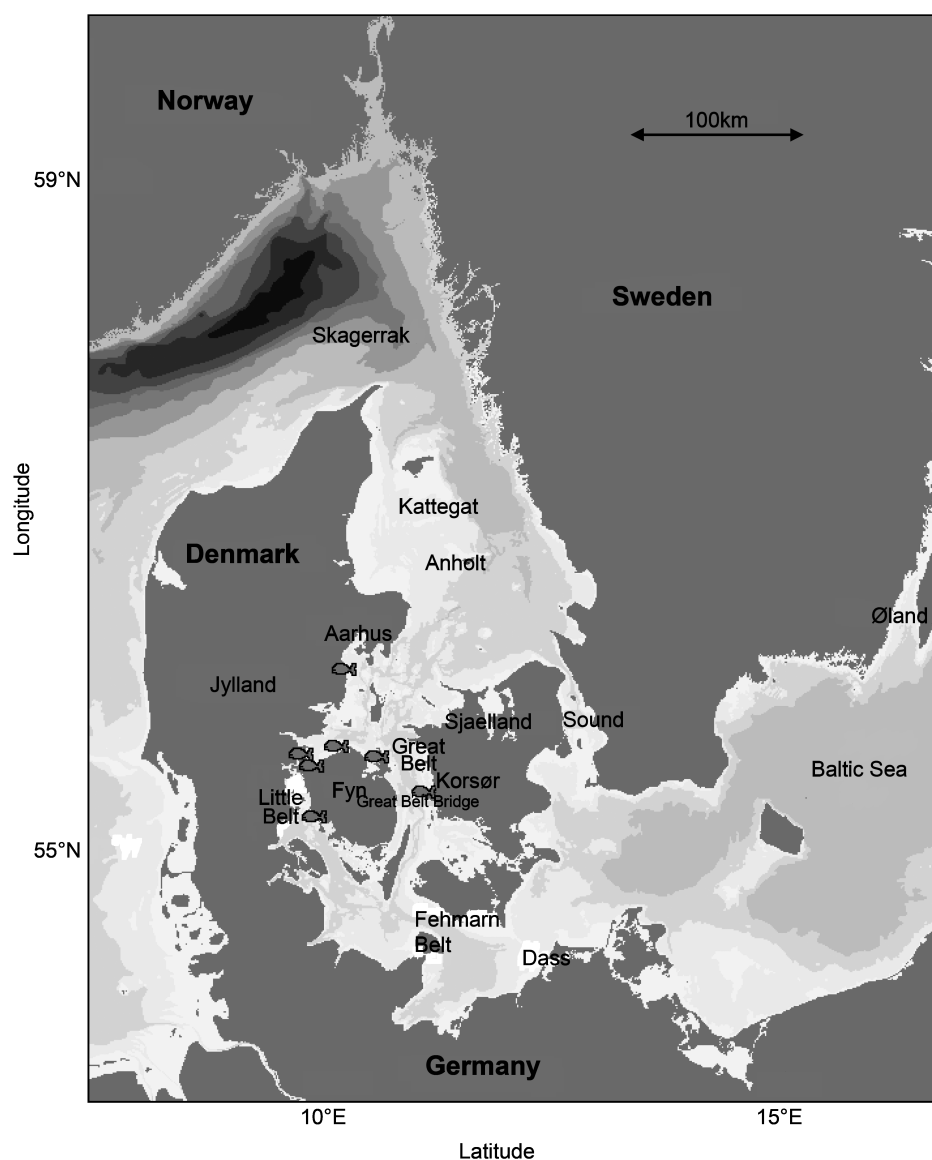 Norway
100km
59°N
Sweden
Skagerrak
Longitude
Kattegat
Denmark
Anholt
Øland
Aarhus
Jylland
Sjaelland
Sound
Great
Belt
Baltic Sea
Korsør
Fyn
Great Belt Bridge
Little
Belt
55°N
Fehmarn
Belt
Dass
Germany
10°E
15°E
Latitude